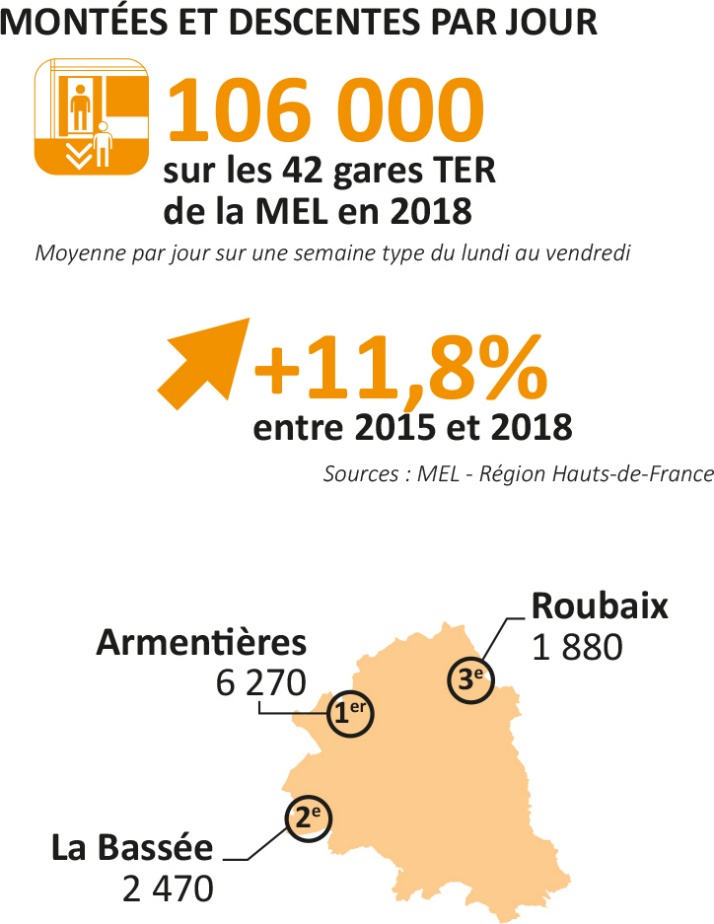 MONTÉES ET DESCENTES PAR JOUR
106 000
sur les 42 gares TER
de la MEL en 2018
Moyenne par jour sur une semaine type du lundi au vendredi
+11,8%
entre 2015 et 2018
Sources : MEL - Région Hauts-de-France
Roubaix
1 880
Armentières
6 270
3e
1er
2e
La Bassée
2 470